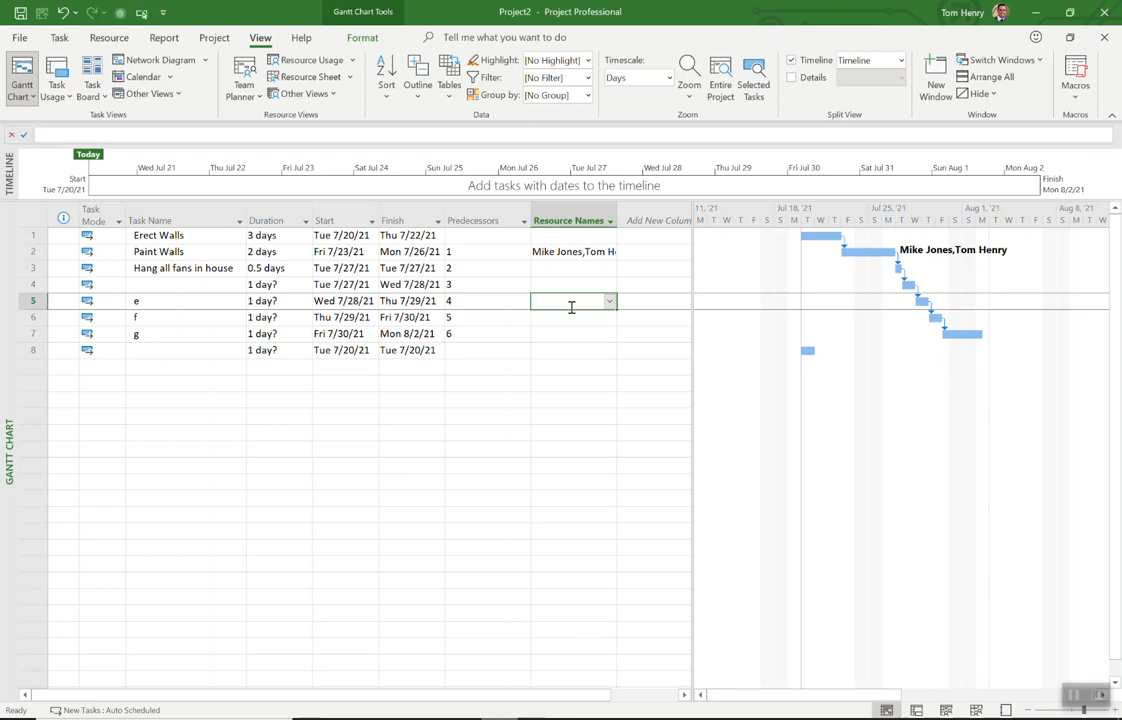 Gantt Chart Tools
Project2 - Project Professional
Tom Henry
File Task Resource Report Project View Help Format Tell me what you want to do
Gantt Chart
Task Usage
Task Board
Network Diagram
Calendar
Other Views
Task Views
Team Planner
Resource Usage
Resource Sheet
Other Views
Resource Views
Sort
Outline
Tables
Highlight: [No Highlight]
Filter: [No Filter]
Group by: [No Group]
Data
Timescale:
Days
Zoom
Entire Project
Selected Tasks
Zoom
Timeline Timeline
Details
Split View
New Window
Switch Windows
Arrange All
Hide
Window
Macros
Macros
TIMELINE
Today
Wed Jul 21 Thu Jul 22 Fri Jul 23 Sat Jul 24 Sun Jul 25 Mon Jul 26 Tue Jul 27 Wed Jul 28 Thu Jul 29 Fri Jul 30 Sat Jul 31 Sun Aug 1 Mon Aug 2
Start
Tue 7/20/21
Add tasks with dates to the timeline
Finish
Mon 8/2/21
GANTT CHART
Task Mode Task Name Duration Start Finish Predecessors Resource Names Add New Colum
11, '21 Jul 18, '21 Jul 25, '21 Aug 1, '21 Aug 8, '21
M T W T F S S M T W T F S S M T W T F S S M T W T F S S M T W
1 Erect Walls 3 days Tue 7/20/21 Thu 7/22/21
2 Paint Walls 2 days Fri 7/23/21 Mon 7/26/21 1 Mike Jones,Tom H
Mike Jones,Tom Henry
3 Hang all fans in house 0.5 days Tue 7/27/21 Tue 7/27/21 2
4 1 day? Tue 7/27/21 Wed 7/28/21 3
5 e 1 day? Wed 7/28/21 Thu 7/29/21 4
6 f 1 day? Thu 7/29/21 Fri 7/30/21 5
7 g 1 day? Fri 7/30/21 Mon 8/2/21 6
8 1 day? Tue 7/20/21 Tue 7/20/21
Ready New Tasks : Auto Scheduled